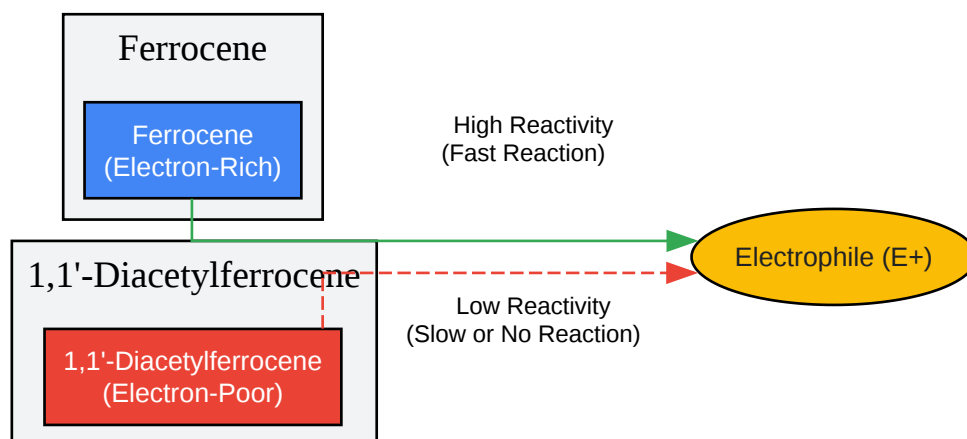 Ferrocene
Ferrocene
(Electron-Rich)
High Reactivity
(Fast Reaction)
1,1'-Diacetylferrocene
1,1'-Diacetylferrocene
(Electron-Poor)
Low Reactivity
(Slow or No Reaction)
Electrophile (E+)